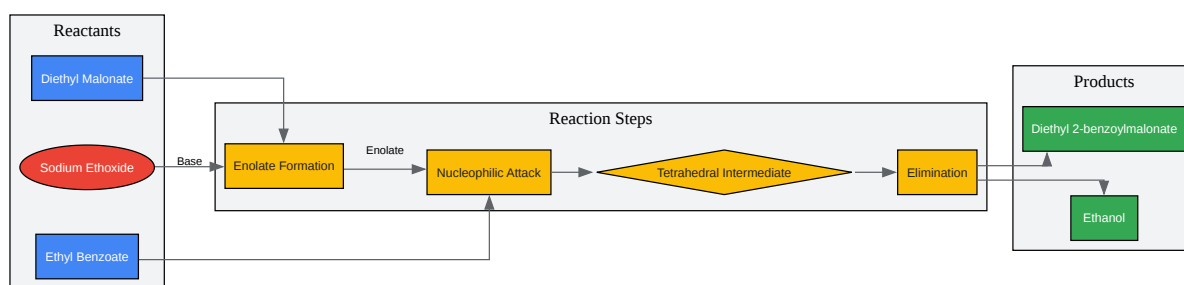 Reactants
Diethyl Malonate
Sodium Ethoxide
Ethyl Benzoate
Base
Reaction Steps
Enolate Formation
Enolate
Nucleophilic Attack
Tetrahedral Intermediate
Elimination
Products
Diethyl 2-benzoylmalonate
Ethanol